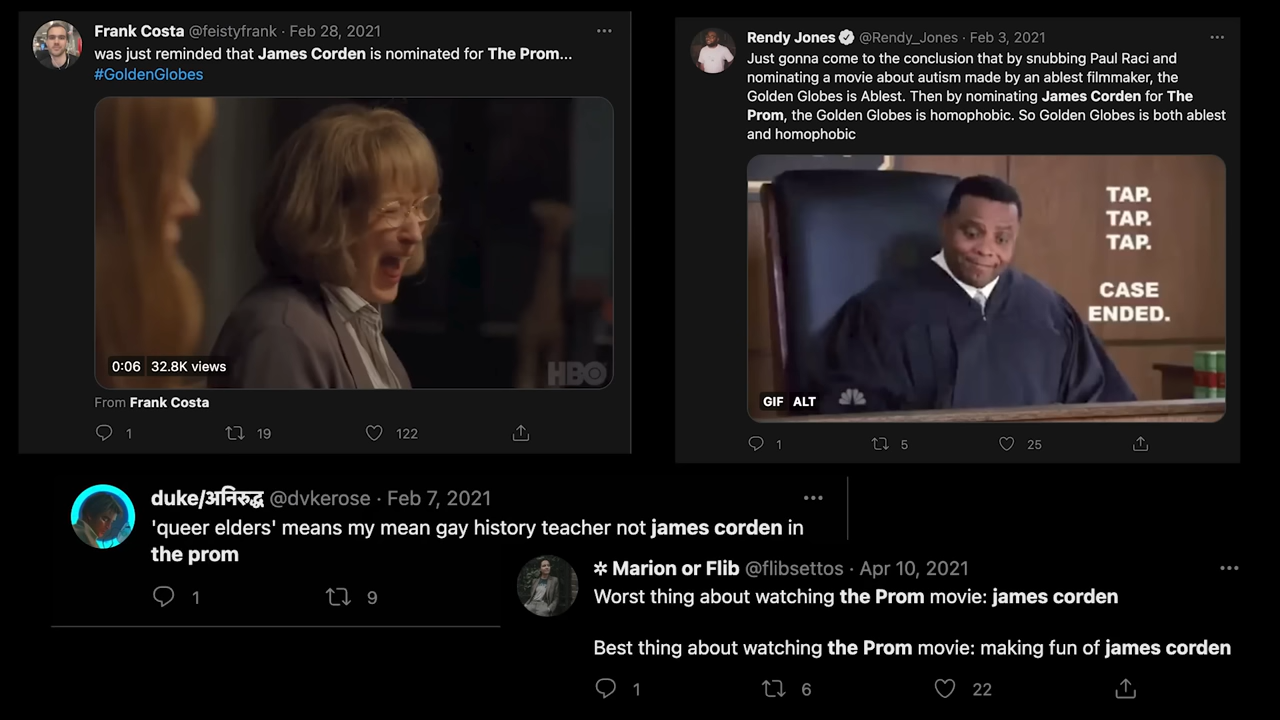 Frank Costa @feistyfrank · Feb 28, 2021
was just reminded that James Corden is nominated for The Prom...
#GoldenGlobes
0:06 32.8K views
HBO
From Frank Costa
1 19 122
Rendy Jones @Rendy_Jones · Feb 3, 2021
Just gonna come to the conclusion that by snubbing Paul Raci and
nominating a movie about autism made by an ablest filmmaker, the
Golden Globes is Ablest. Then by nominating James Corden for The
Prom, the Golden Globes is homophobic. So Golden Globes is both ablest
and homophobic
TAP.
TAP.
TAP.
CASE
ENDED.
GIF ALT
1 5 25
duke/अनिरुद्ध @dvkerose · Feb 7, 2021
'queer elders' means my mean gay history teacher not james corden in
the prom
1 9
✲ Marion or Flib @flibsettos · Apr 10, 2021
Worst thing about watching the Prom movie: james corden
Best thing about watching the Prom movie: making fun of james corden
1 6 22